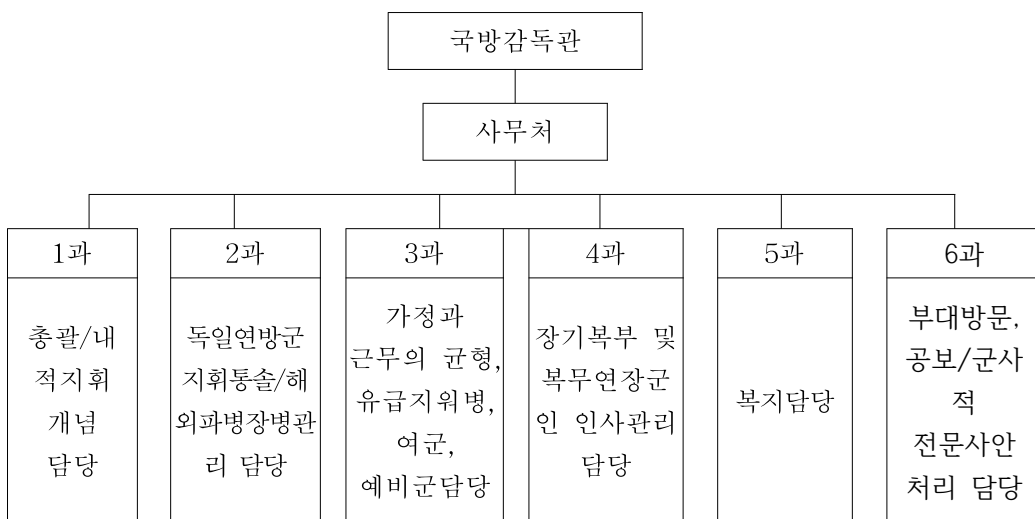 국방감독관
사무처
1과
총괄/내
적지휘
개념
담당
2과
독일연방군
지휘통솔/해
외파병장병관
리 담당
3과
가정과
근무의 균형,
유급지워병,
여군,
예비군담당
4과
장기복부 및
복무연장군
인 인사관리
담당
5과
복지담당
6과
부대방문,
공보/군사
적
전문사안
처리 담당